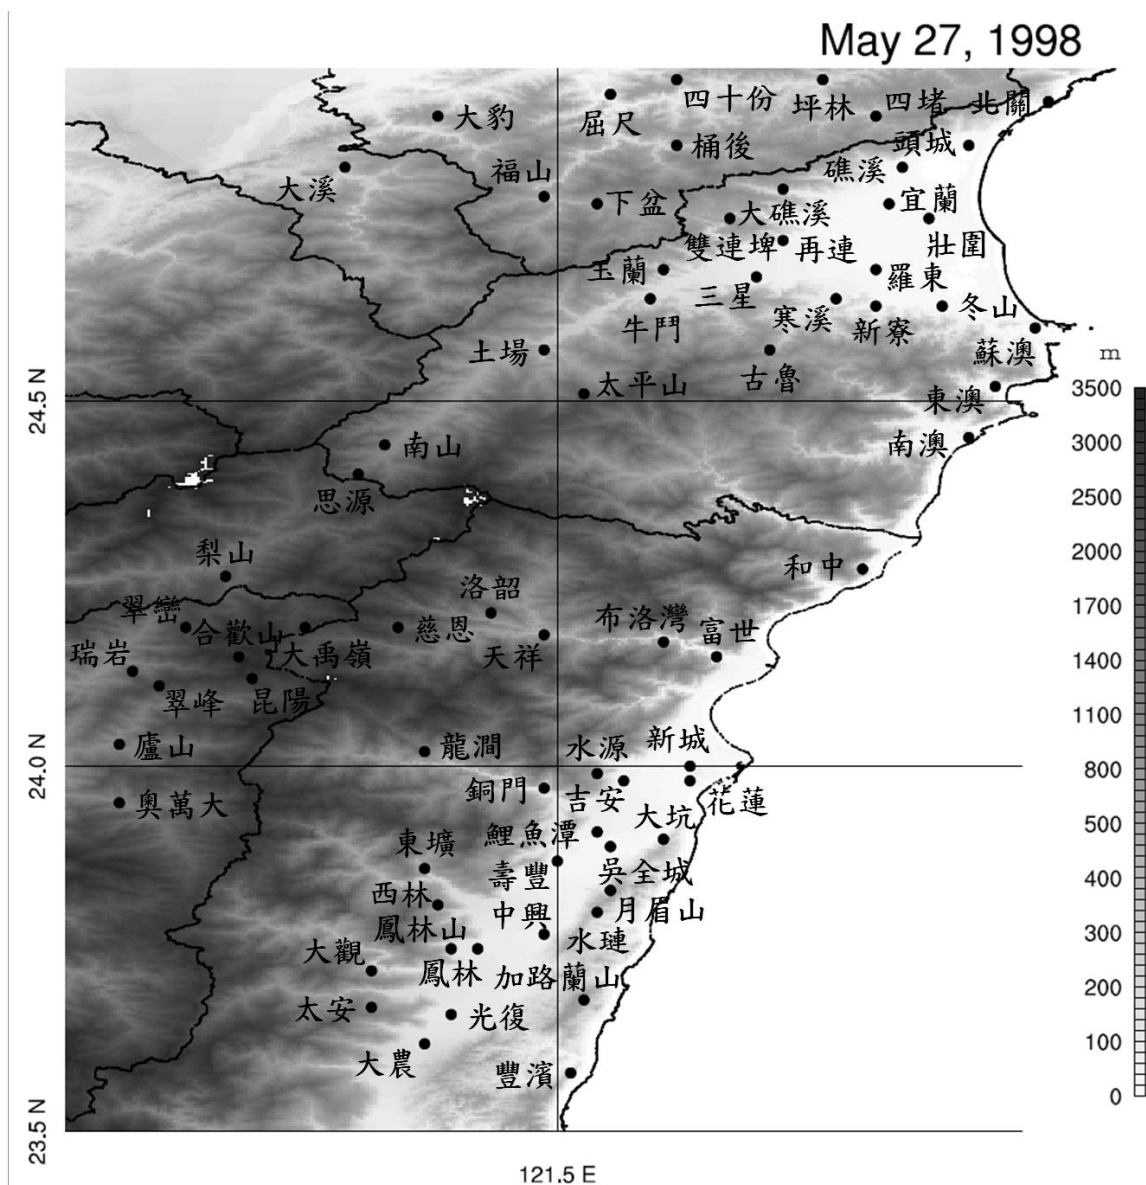 May 27, 1998
四十份
坪林
四堵
北關
大豹
屈尺
桶後
頭城
福山
礁溪
大溪
下盆
大礁溪
宜蘭
雙連埤
再連
壯圍
玉蘭
三星
羅東
牛鬥
寒溪
新寮
冬山
土場
古魯
蘇澳
m
太平山
東澳
3500
24.5 N
南山
南澳
3000
思源
2500
梨山
和中
2000
洛韶
翠巒
合歡山
慈恩
布洛灣
富世
1700
瑞岩
大禹嶺
天祥
1400
翠峰
昆陽
1100
廬山
龍澗
水源
新城
24.0 N
800
奧萬大
銅門
吉安
花蓮
大坑
500
東壙
鯉魚潭
壽豐
吳全城
400
西林
中興
月眉山
鳳林山
水璉
300
大觀
鳳林
加路蘭山
200
太安
光復
100
大農
豐濱
0
23.5 N
121.5 E